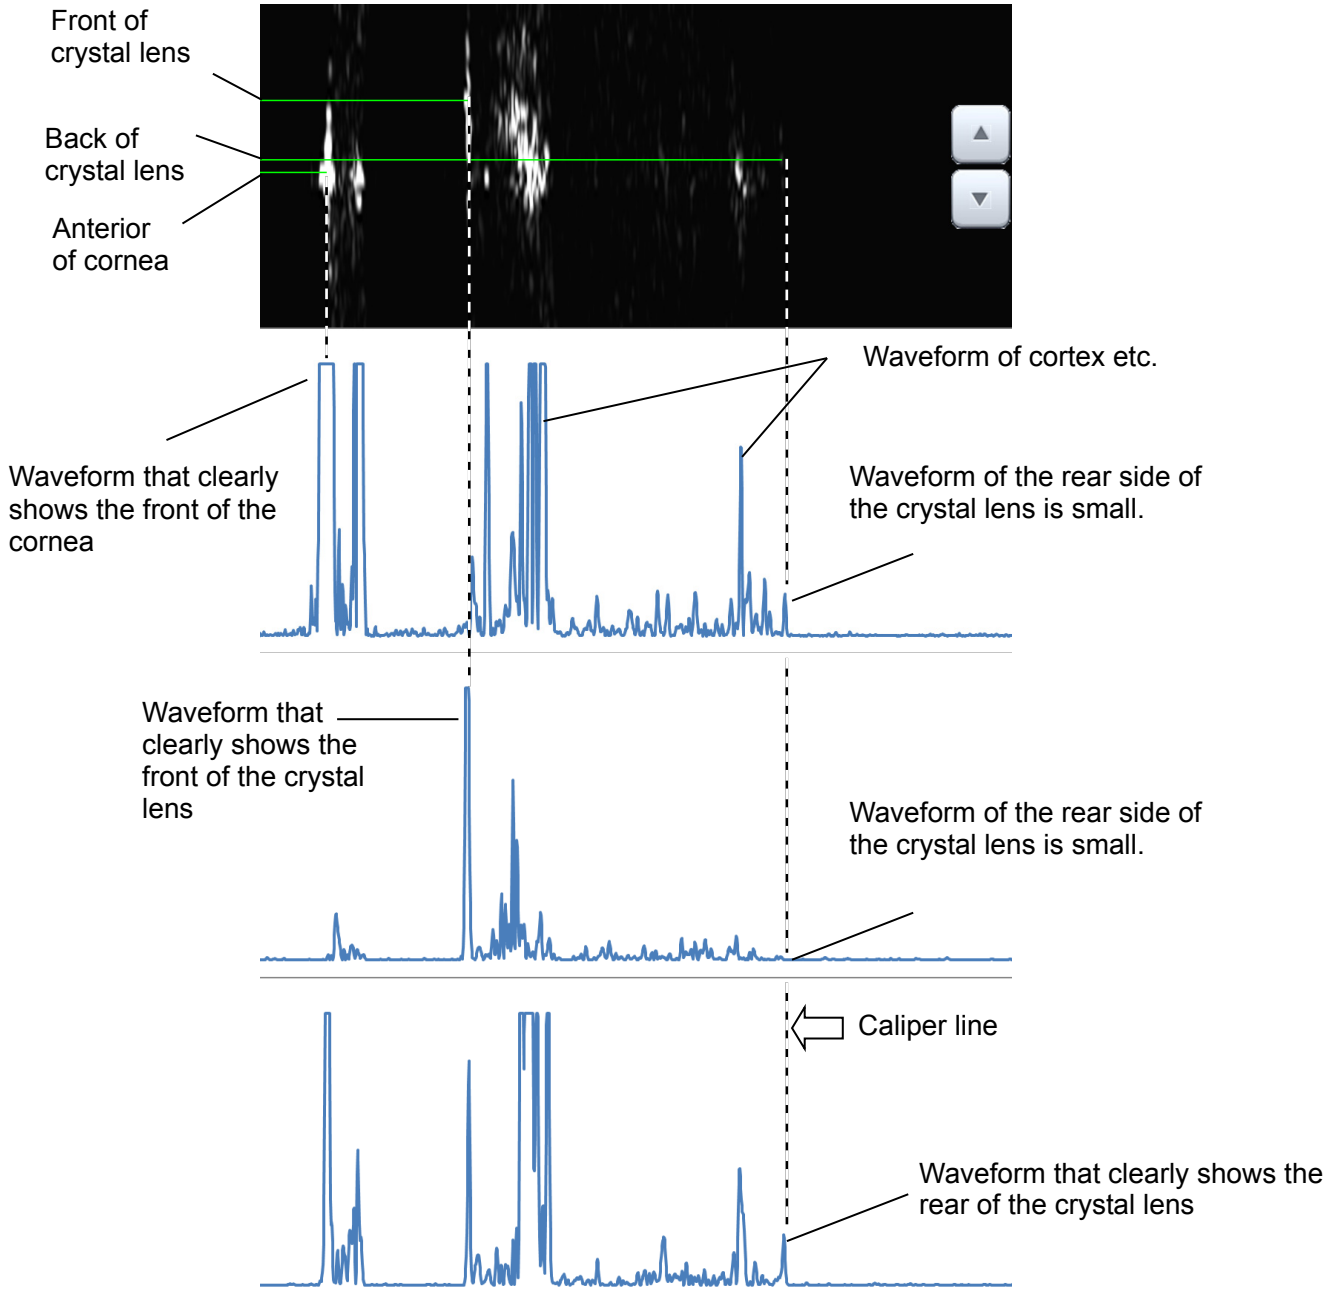 Front of
crystal lens
Back of
crystal lens
Anterior
of cornea
Waveform of cortex etc.
Waveform that clearly
shows the front of the
cornea
Waveform of the rear side of
the crystal lens is small.
Waveform that
clearly shows the
front of the crystal
lens
Waveform of the rear side of
the crystal lens is small.
Caliper line
Waveform that clearly shows the
rear of the crystal lens